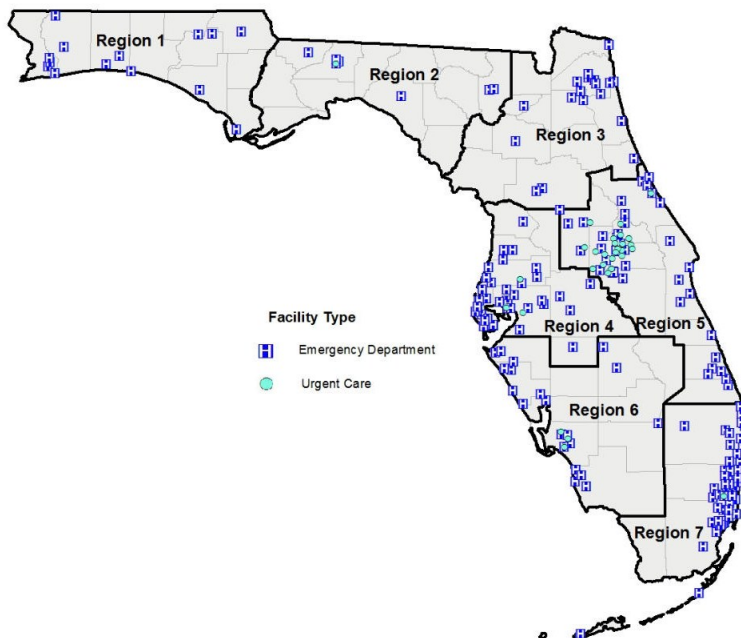 Region 1
Region 2
Region 3
Facility Type
Emergency Department
Urgent Care
Region 4
Region 5
Region 6
Region 7